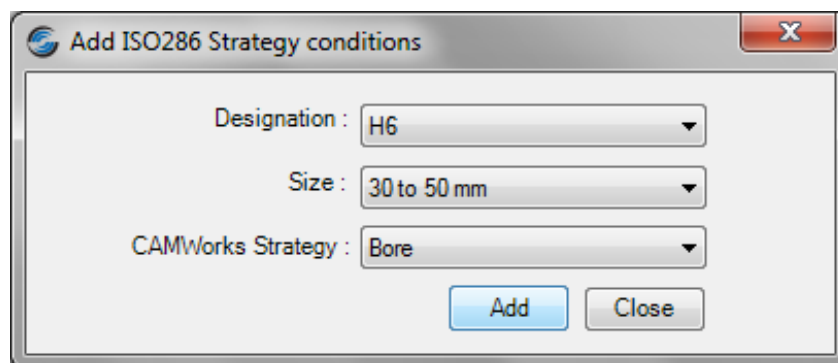 Add ISO286 Strategy conditions
Designation : H6
Size : 30 to 50 mm
CAMWorks Strategy : Bore
Add Close